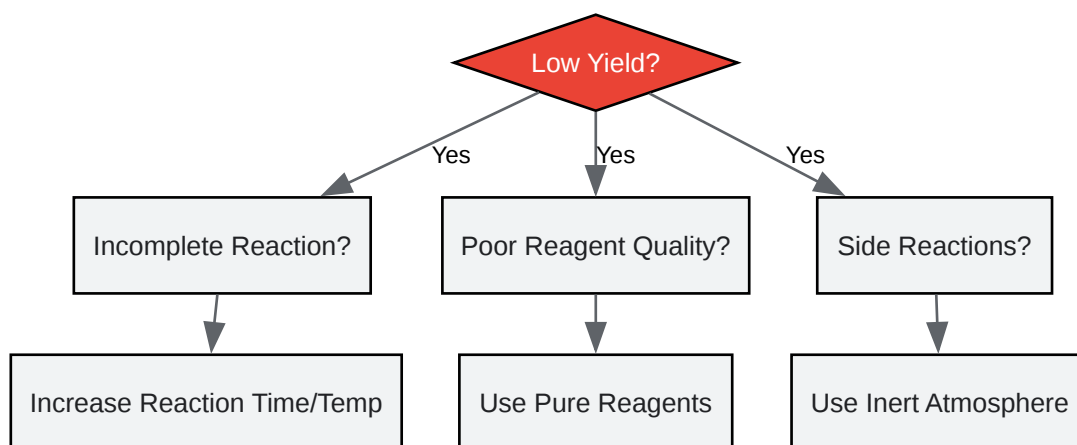 Low Yield?
Yes
Yes
Yes
Incomplete Reaction?
Poor Reagent Quality?
Side Reactions?
Increase Reaction Time/Temp
Use Pure Reagents
Use Inert Atmosphere